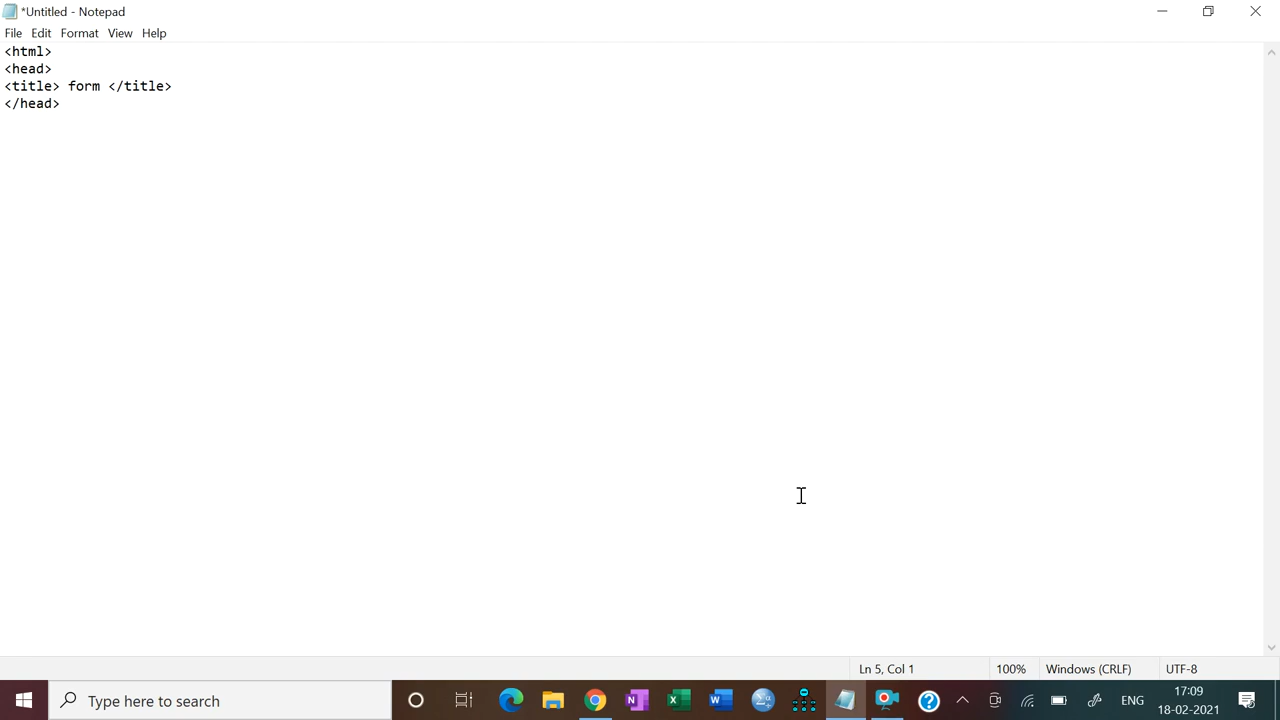 *Untitled - Notepad
File Edit Format View Help
<html>
<head>
<title> form </title>
</head>
Ln 5, Col 1 100% Windows (CRLF) UTF-8
Type here to search
ENG
17:09
18-02-2021